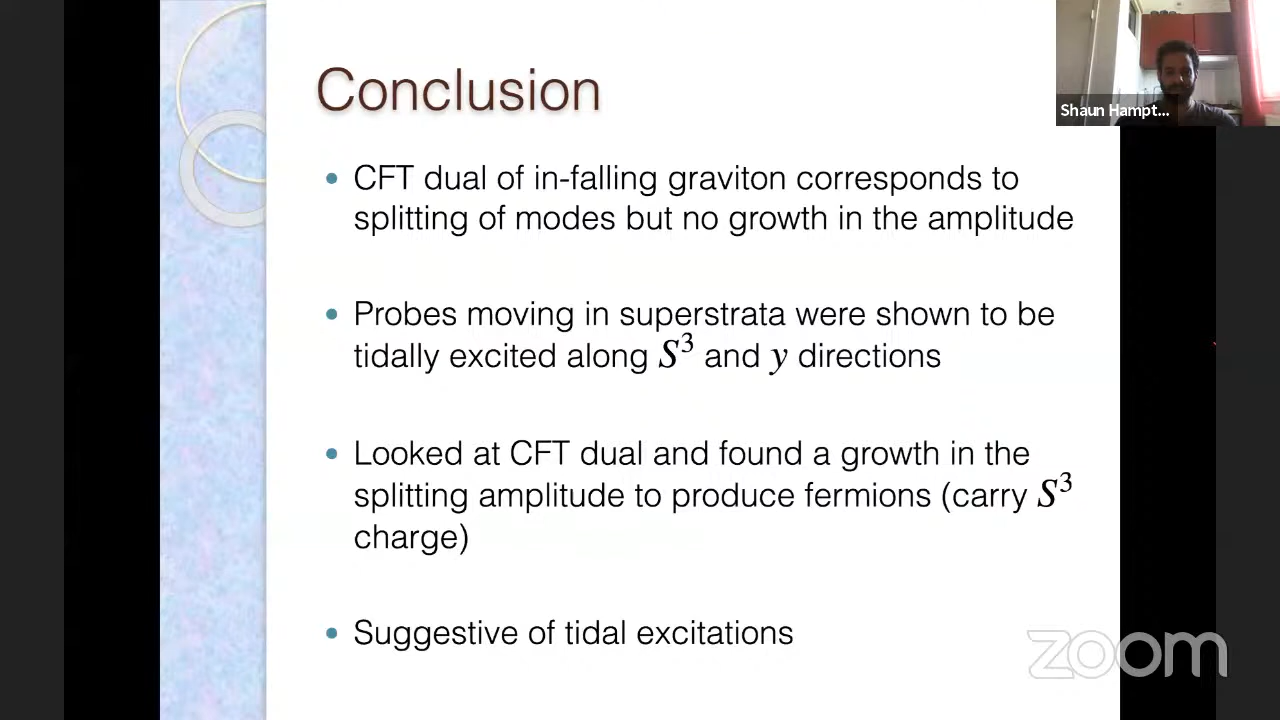 Conclusion
Shaun Hampt...
• CFT dual of in-falling graviton corresponds to
splitting of modes but no growth in the amplitude
• Probes moving in superstrata were shown to be
tidally excited along S³ and y directions
• Looked at CFT dual and found a growth in the
splitting amplitude to produce fermions (carry S³
charge)
• Suggestive of tidal excitations
zoom